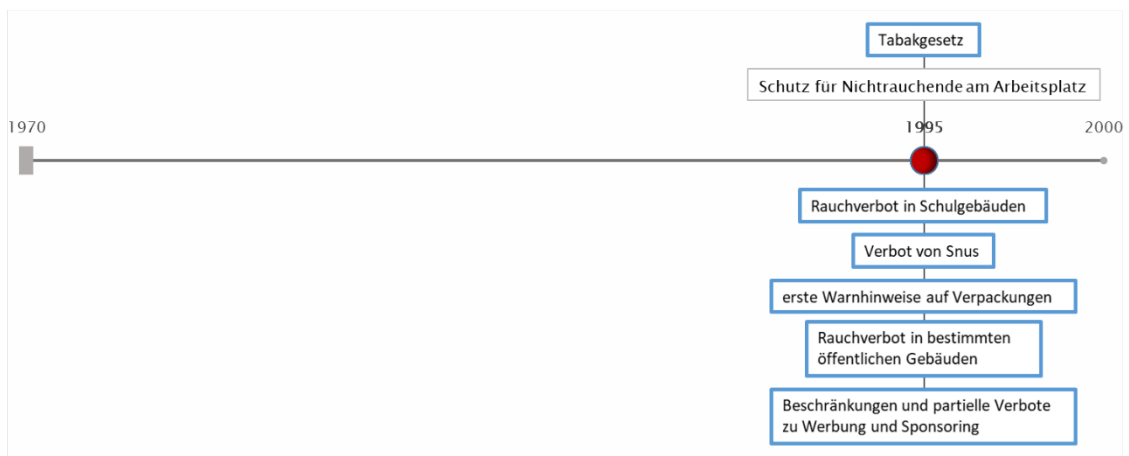 Tabakgesetz
Schutz für Nichtrauchende am Arbeitsplatz
1970
1995
2000
Rauchverbot in Schulgebäuden
Verbot von Snus
erste Warnhinweise auf Verpackungen
Rauchverbot in bestimmten
öffentlichen Gebäuden
Beschränkungen und partielle Verbote
zu Werbung und Sponsoring